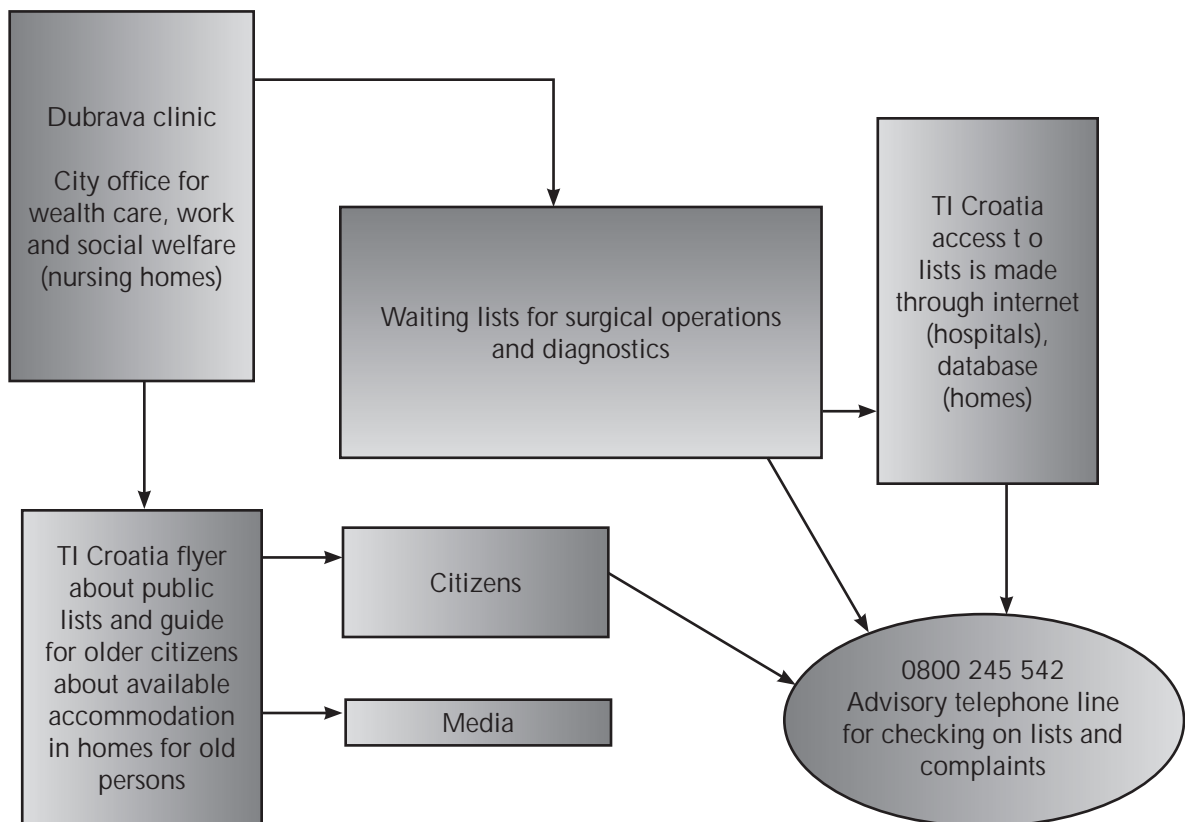 Dubrava clinic
City office for
wealth care, work
and social welfare
(nursing homes)
Waiting lists for surgical operations
and diagnostics
TI Croatia
access t o
lists is made
through internet
(hospitals),
database
(homes)
TI Croatia flyer
about public
lists and guide
for older citizens
about available
accommodation
in homes for old
persons
Citizens
Media
0800 245 542
Advisory telephone line
for checking on lists and
complaints